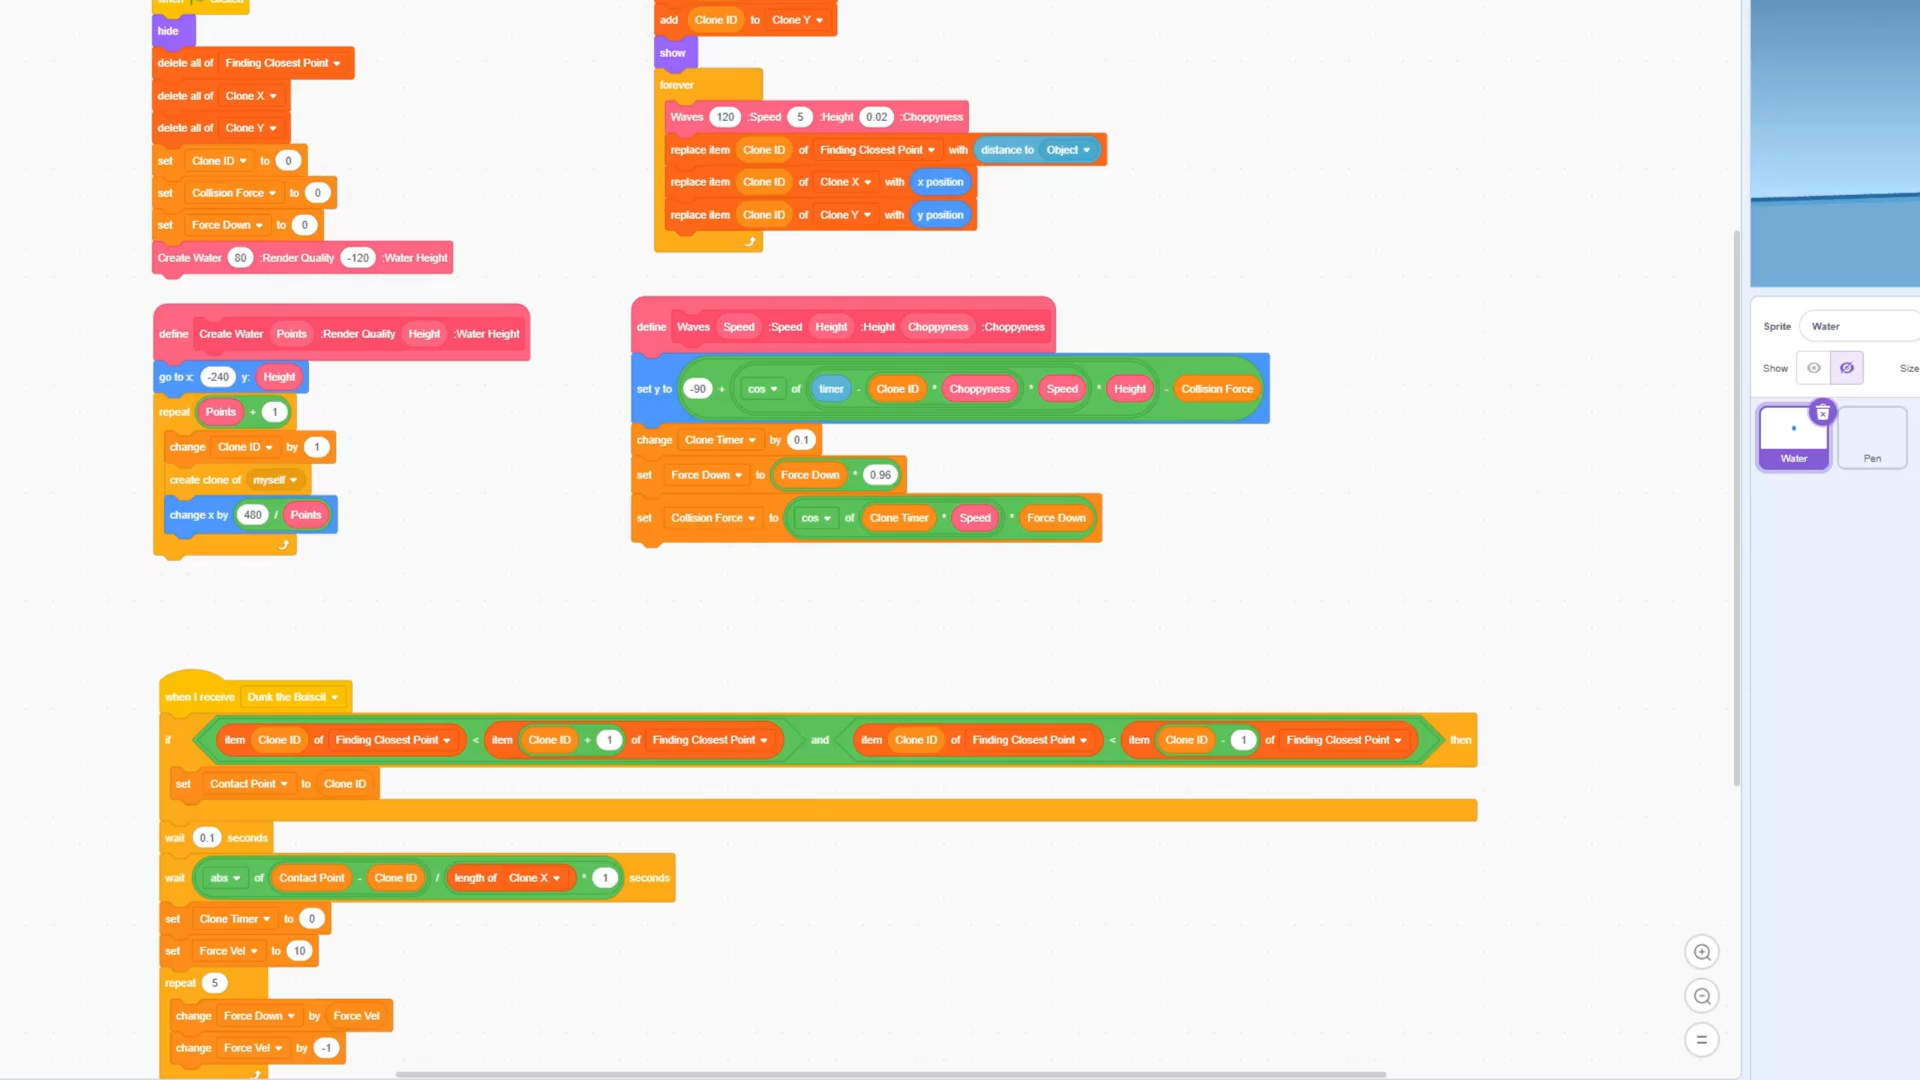 when clicked
hide
delete all of Finding Closest Point
delete all of Clone X
delete all of Clone Y
set Clone ID to 0
set Collision Force to 0
set Force Down to 0
Create Water 80 :Render Quality -120 :Water Height
add Clone ID to Clone Y
show
forever
Waves 120 :Speed 5 :Height 0.02 :Choppyness
replace item Clone ID of Finding Closest Point with distance to Object
replace item Clone ID of Clone X with x position
replace item Clone ID of Clone Y with y position
define Create Water Points :Render Quality Height :Water Height
go to x: -240 y: Height
repeat Points + 1
change Clone ID by 1
create clone of myself
change x by 480 / Points
define Waves Speed :Speed Height :Height Choppyness :Choppyness
set y to -90 + cos of timer - Clone ID * Choppyness * Speed * Height - Collision Force
change Clone Timer by 0.1
set Force Down to Force Down * 0.96
set Collision Force to cos of Clone Timer * Speed * Force Down
when I receive Dunk the Buiscit
if item Clone ID of Finding Closest Point < item Clone ID + 1 of Finding Closest Point and item Clone ID of Finding Closest Point < item Clone ID - 1 of Finding Closest Point then
set Contact Point to Clone ID
wait 0.1 seconds
wait abs of Contact Point - Clone ID / length of Clone X * 1 seconds
set Clone Timer to 0
set Force Vel to 10
repeat 5
change Force Down by Force Vel
change Force Vel by -1
Sprite Water
Show Size
Water Pen